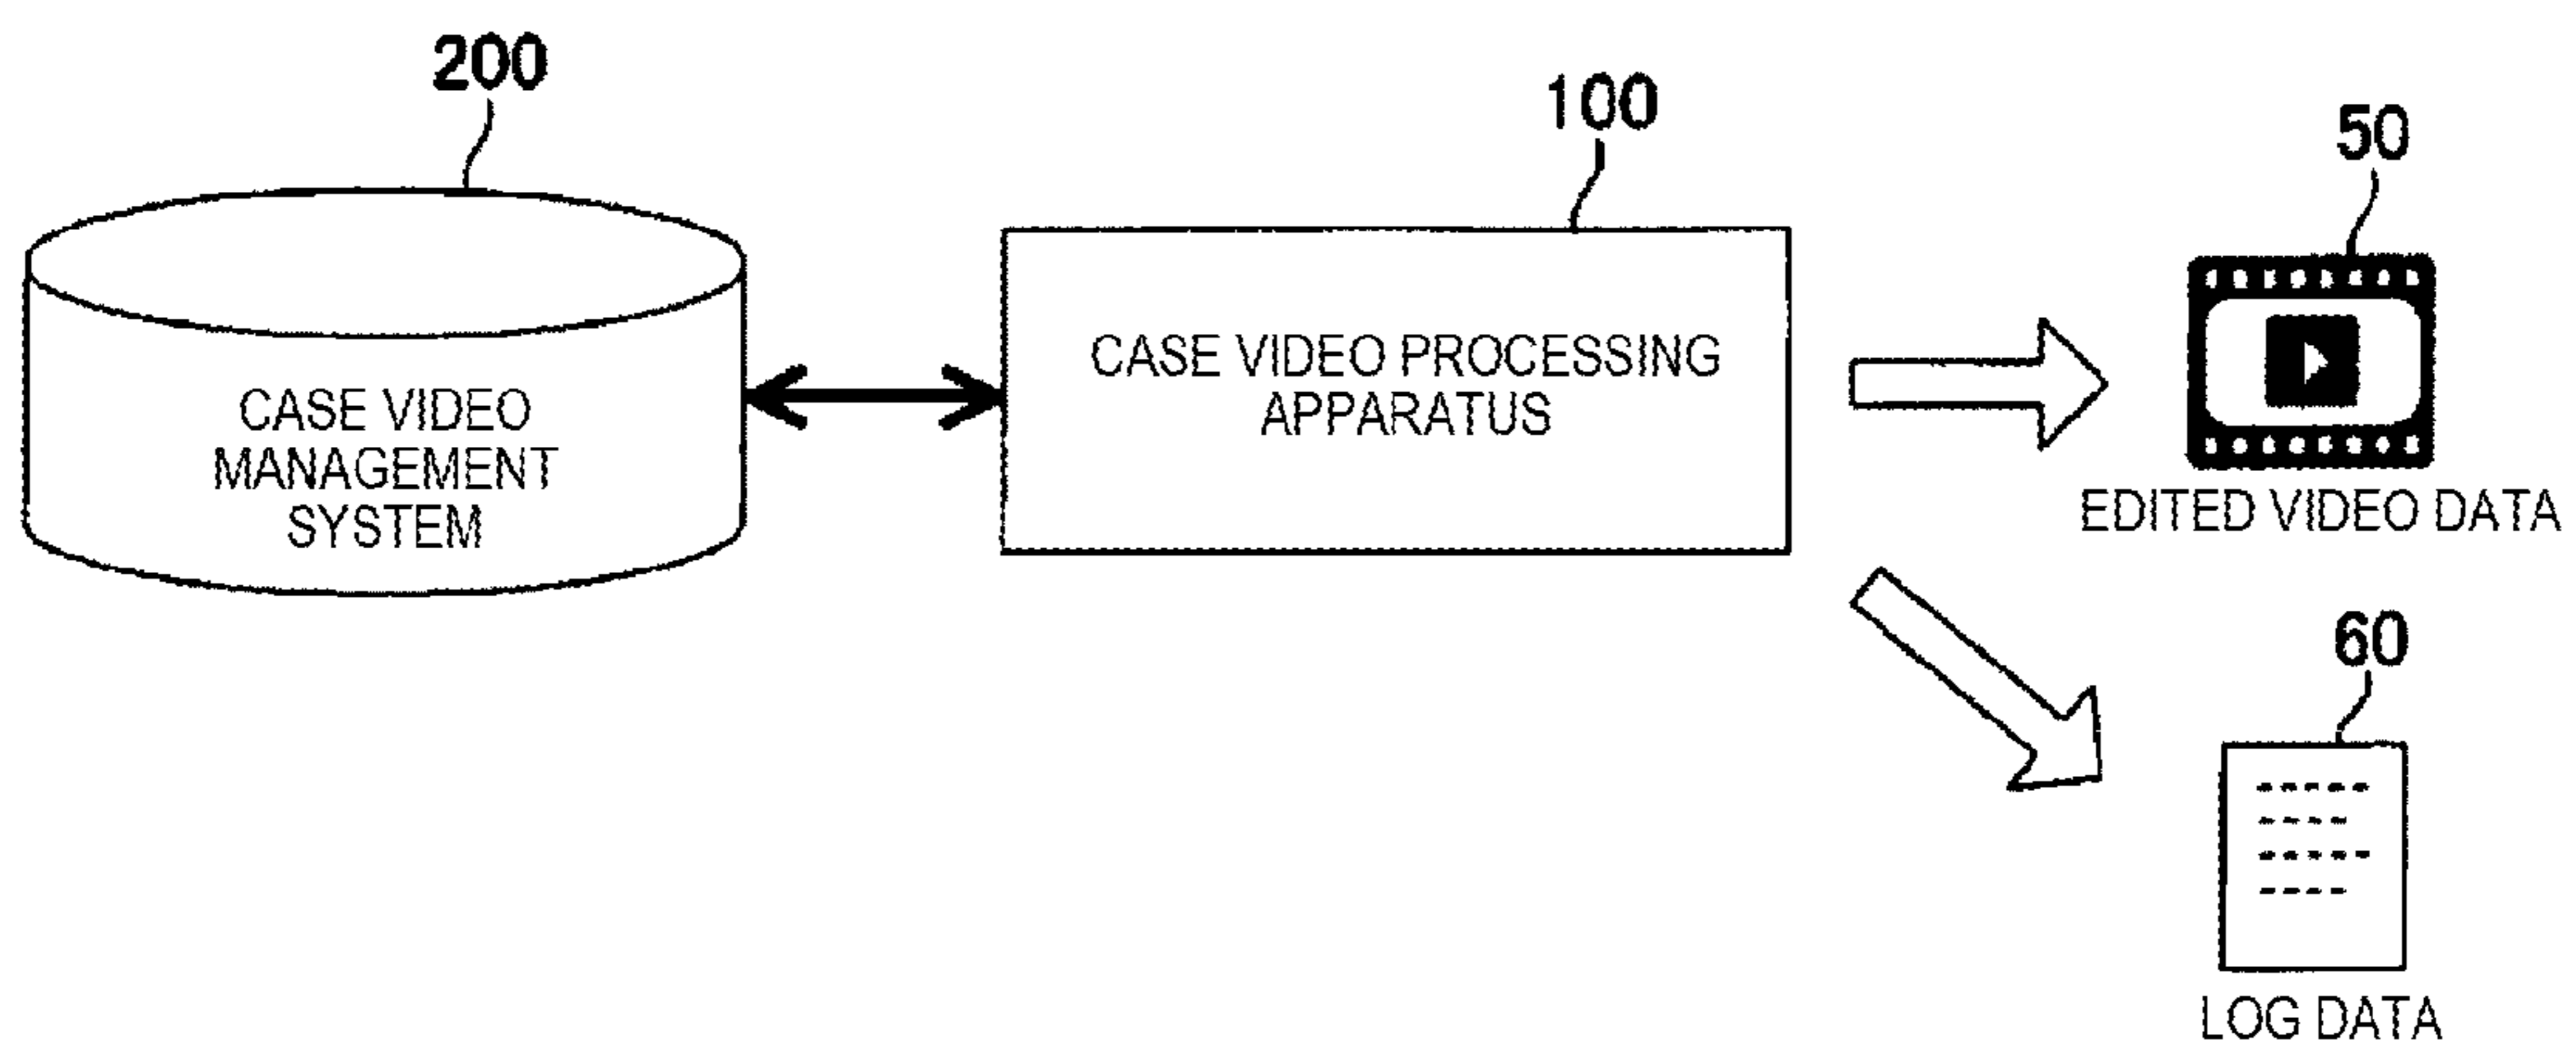 200
100
50
CASE VIDEO
MANAGEMENT
SYSTEM
CASE VIDEO PROCESSING
APPARATUS
EDITED VIDEO DATA
60
LOG DATA